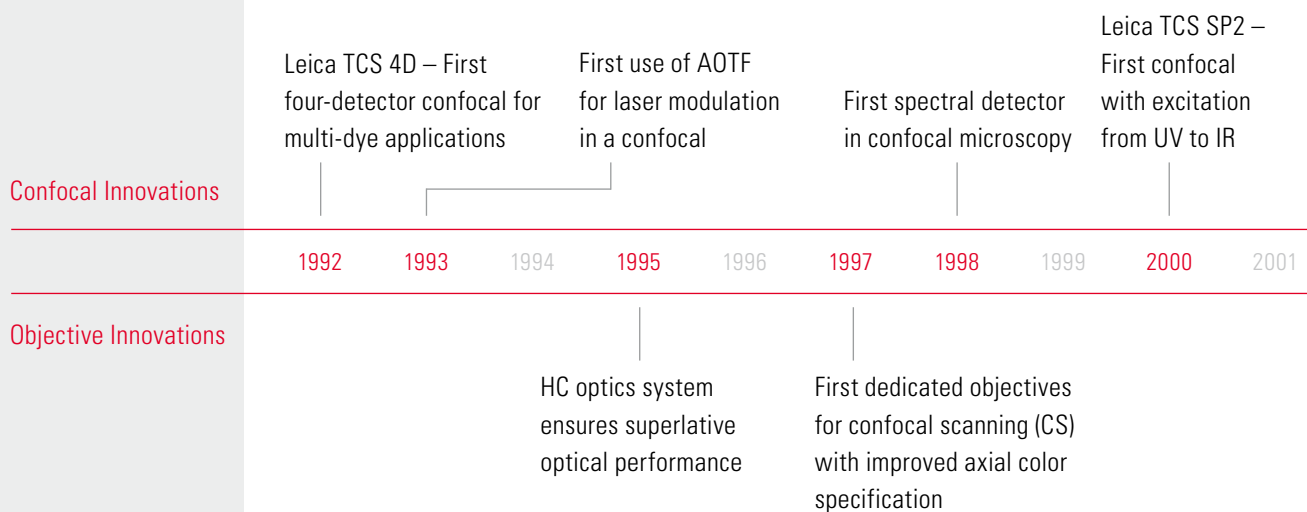 Leica TCS 4D – First
four-detector confocal for
multi-dye applications
First use of AOTF
for laser modulation
in a confocal
First spectral detector
in confocal microscopy
Leica TCS SP2 –
First confocal
with excitation
from UV to IR
Confocal Innovations
1992 1993 1994 1995 1996 1997 1998 1999 2000 2001
Objective Innovations
HC optics system
ensures superlative
optical performance
First dedicated objectives
for confocal scanning (CS)
with improved axial color
specification